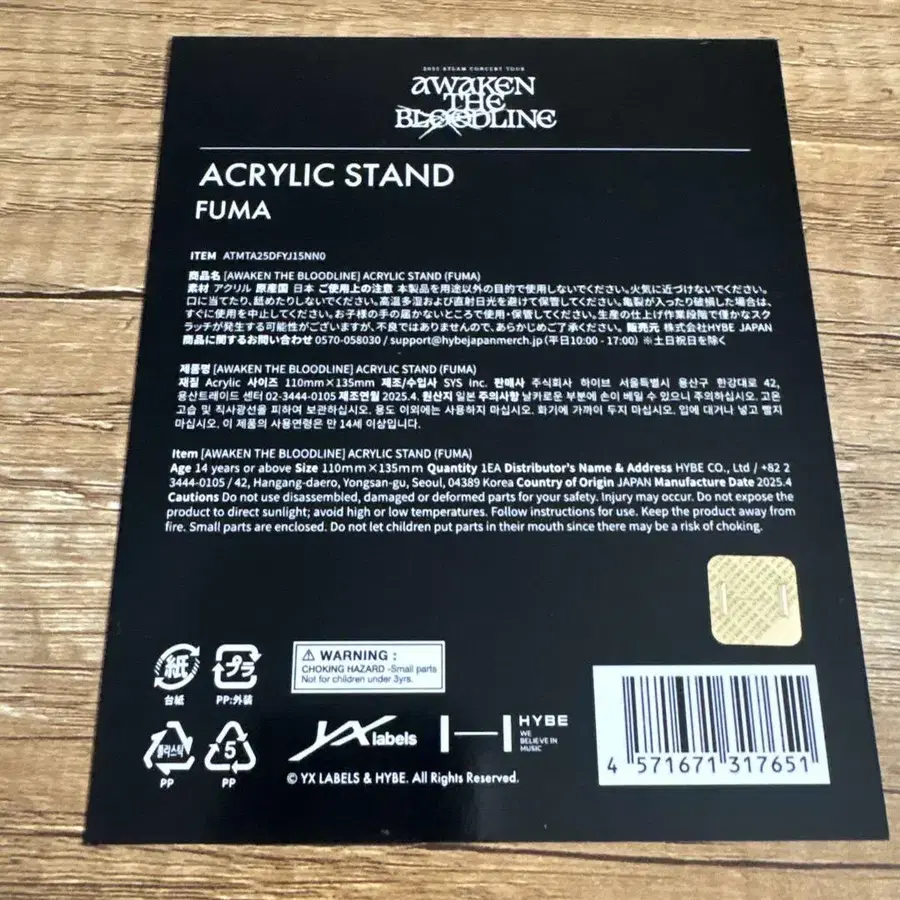 2025 &TEAM CONCERT TOUR
AWAKEN
THE
BLOODLINE
ACRYLIC STAND
FUMA
ITEM ATMTA25DFYJ15NN0
商品名 [AWAKEN THE BLOODLINE] ACRYLIC STAND (FUMA)
素材 アクリル 原産国 日本 ご使用上の注意 本製品を用途以外の目的で使用しないでください。火気に近づけないでください。
口に当てたり、舐めたりしないでください。高温多湿および直射日光を避けて保管してください。亀裂が入ったり破損した場合は、
すぐに使用を中止してください。お子様の手の届かないところで使用・保管してください。生産の仕上げ作業段階で僅かなスク
ラッチが発生する可能性がございますが、不良ではありませんので、あらかじめご了承ください。 販売元 株式会社HYBE JAPAN
商品に関するお問い合わせ 0570-058030 / support@hybejapanmerch.jp (平日10:00 - 17:00) ※土日祝日を除く
제품명 [AWAKEN THE BLOODLINE] ACRYLIC STAND (FUMA)
재질 Acrylic 사이즈 110mm×135mm 제조/수입사 SYS Inc. 판매사 주식회사 하이브 서울특별시 용산구 한강대로 42,
용산트레이드 센터 02-3444-0105 제조연월 2025.4. 원산지 일본 주의사항 날카로운 부분에 손이 베일 수 있으니 주의하십시오. 고온
고습 및 직사광선을 피하여 보관하십시오. 용도 이외에는 사용하지 마십시오. 화기에 가까이 두지 마십시오. 입에 대거나 넣고 빨지
마십시오. 이 제품의 사용연령은 만 14세 이상입니다.
Item [AWAKEN THE BLOODLINE] ACRYLIC STAND (FUMA)
Age 14 years or above Size 110mm×135mm Quantity 1EA Distributor's Name & Address HYBE CO., Ltd / +82 2
3444-0105 / 42, Hangang-daero, Yongsan-gu, Seoul, 04389 Korea Country of Origin JAPAN Manufacture Date 2025.4
Cautions Do not use disassembled, damaged or deformed parts for your safety. Injury may occur. Do not expose the
product to direct sunlight; avoid high or low temperatures. Follow instructions for use. Keep the product away from
fire. Small parts are enclosed. Do not let children put parts in their mouth since there may be a risk of choking.
紙
台紙
プラ
PP:外装
⚠ WARNING :
CHOKING HAZARD -Small parts
Not for children under 3yrs.
플라스틱
PP
5
PP
YX labels
HYBE
WE
BELIEVE IN
MUSIC
© YX LABELS & HYBE. All Rights Reserved.
4 571671 317651